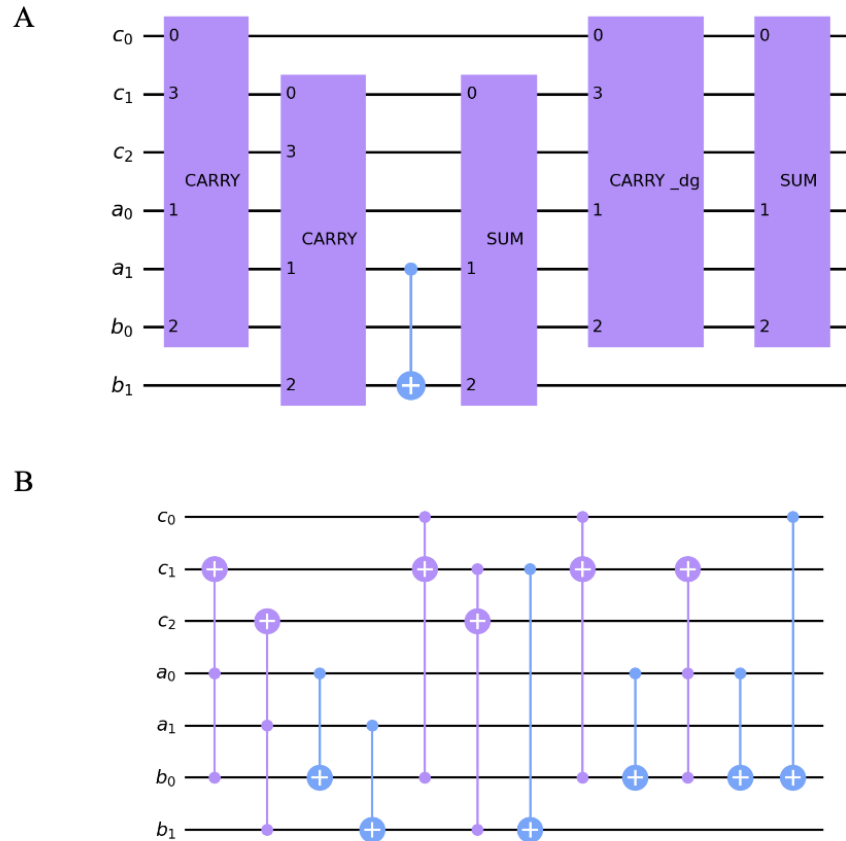 A
c₀ 0 0 0
c₁ 3 0 0 3
c₂ 3
CARRY CARRY _dg SUM
a₀ 1 1 1
CARRY SUM
a₁ 1 1
b₀ 2 2 2
b₁ 2 2
B
c₀
c₁
c₂
a₀
a₁
b₀
b₁